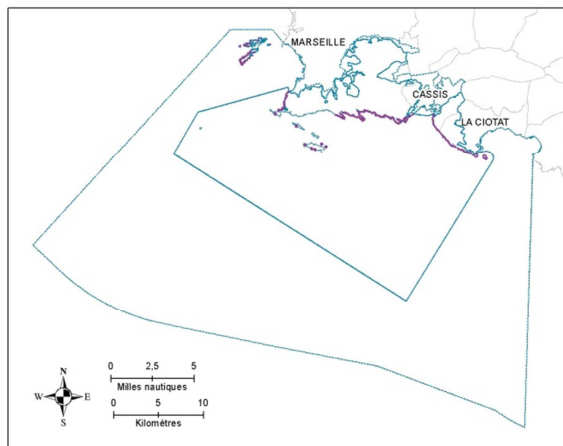 MARSEILLE
CASSIS
LA CIOTAT
N
W E
S
0 2,5 5
Milles nautiques
0 5 10
Kilomètres